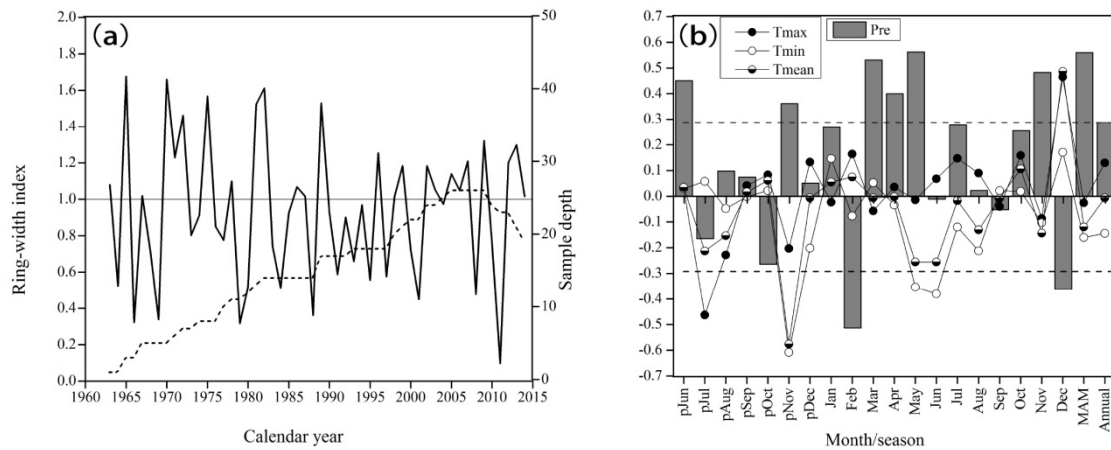 (a)
2.0
1.8
1.6
1.4
1.2
1.0
0.8
0.6
0.4
0.2
0.0
Ring-width index
50
40
30
20
10
0
Sample depth
1960 1965 1970 1975 1980 1985 1990 1995 2000 2005 2010 2015
Calendar year
(b)
Tmax
Tmin
Tmean
Pre
0.7
0.6
0.5
0.4
0.3
0.2
0.1
0.0
-0.1
-0.2
-0.3
-0.4
-0.5
-0.6
-0.7
pJun
pJul
pAug
pSep
pOct
pNov
pDec
Jan
Feb
Mar
Apr
May
Jun
Jul
Aug
Sep
Oct
Nov
Dec
MAM
Annual
Month/season